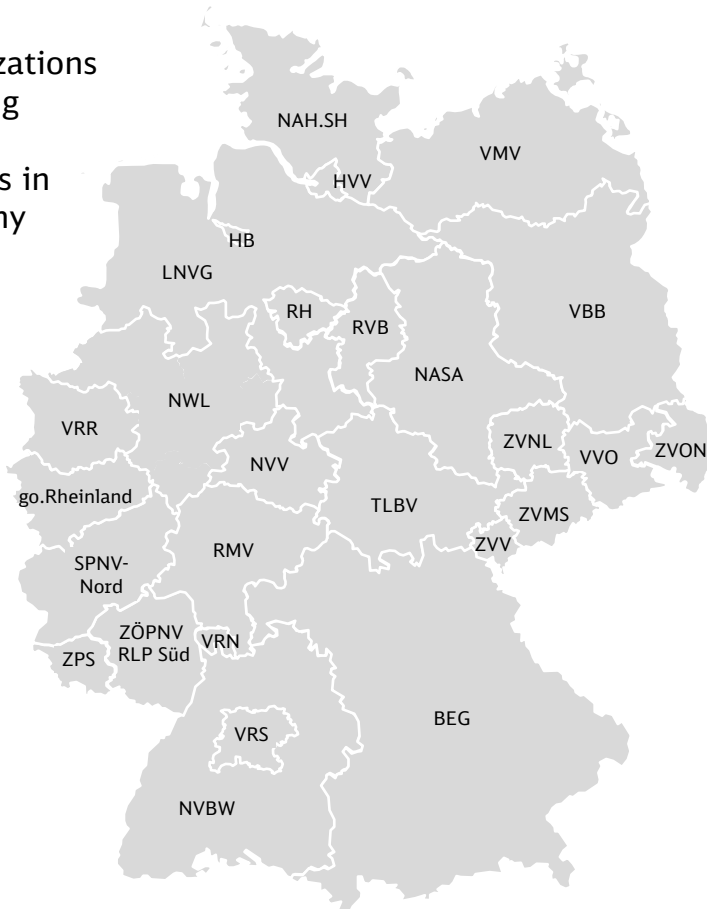 zations
g
s in
ny
NAH.SH
VMV
HVV
HB
LNVG
RH
RVB
VBB
NASA
NWL
VRR
ZVNL
VVO
ZVON
NVV
go.Rheinland
TLBV
ZVMS
RMV
ZVV
SPNV-
Nord
ZÖPNV
RLP Süd
VRN
ZPS
BEG
VRS
NVBW